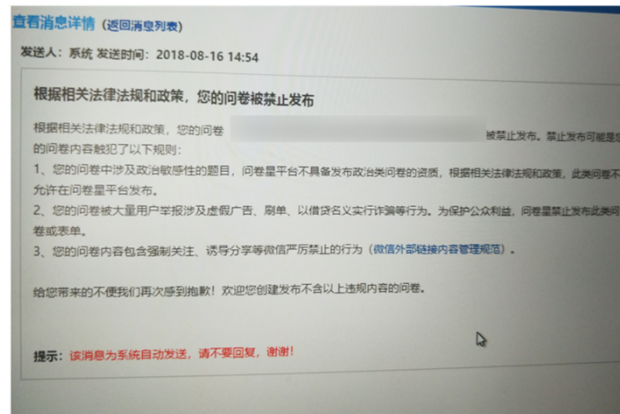 查看消息详情（返回消息列表）
发送人：系统 发送时间：2018-08-16 14:54
根据相关法律法规和政策，您的问卷被禁止发布
根据相关法律法规和政策，您的问卷 被禁止发布。禁止发布可能是
的问卷内容触犯了以下规则：
1、您的问卷中涉及政治敏感性的题目，问卷星平台不具备发布政治类问卷的资质，根据相关法律法规和政策，此类问卷不
允许在问卷星平台发布。
2、您的问卷被大量用户举报涉及虚假广告、刷单、以借贷名义实行诈骗等行为。为保护公众利益，问卷星禁止发布此类问
卷或表单。
3、您的问卷内容包含强制关注、诱导分享等微信严厉禁止的行为（微信外部链接内容管理规范）。
给您带来的不便我们再次感到抱歉！欢迎您创建发布不含以上违规内容的问卷。
提示：该消息为系统自动发送，请不要回复，谢谢！